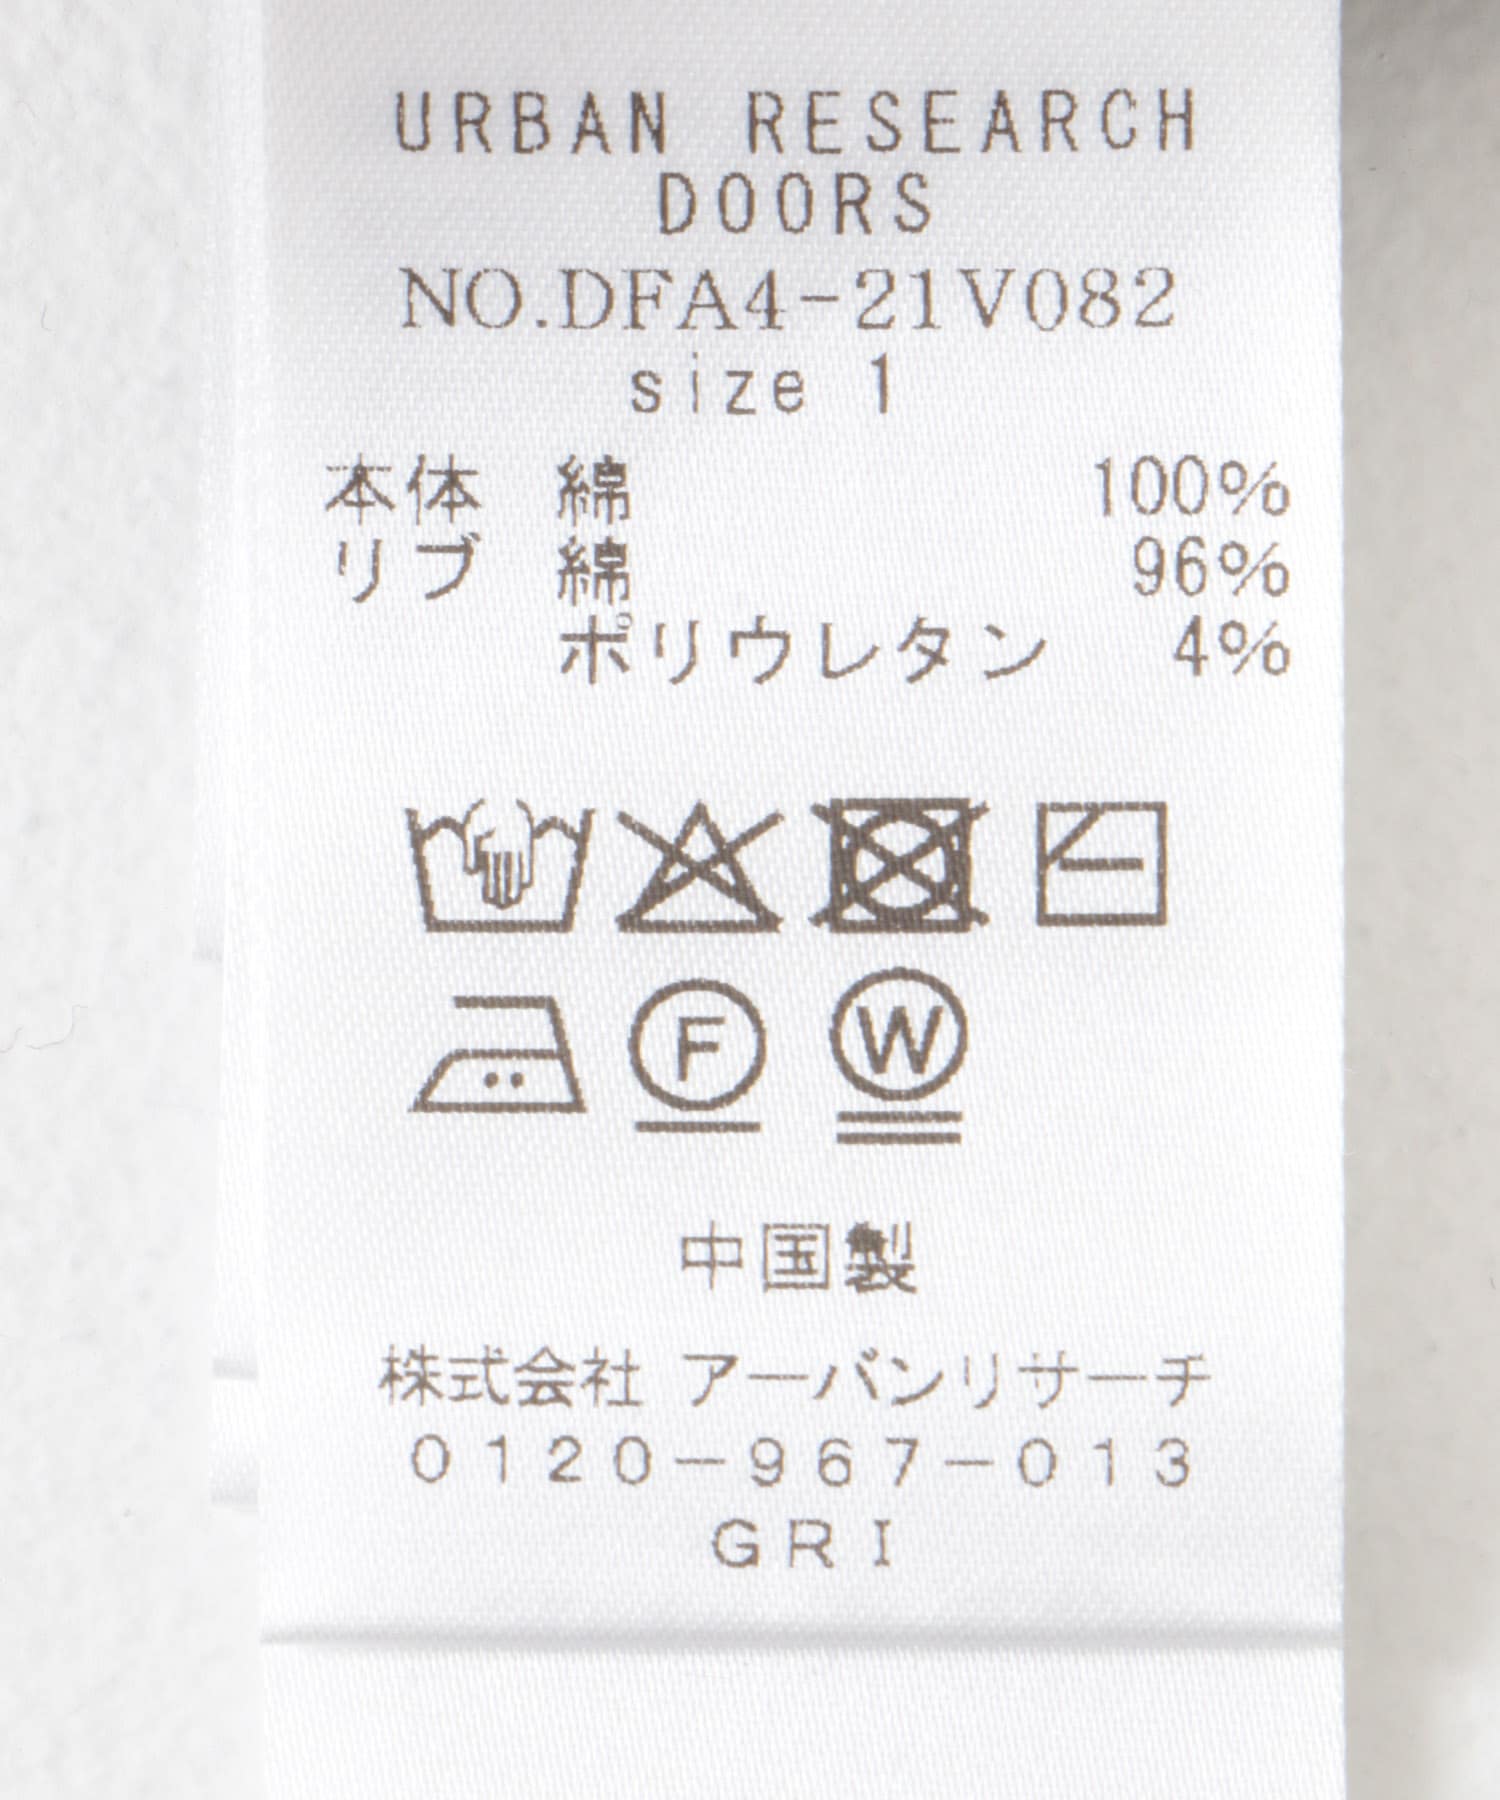 URBAN RESEARCH
DOORS
NO.DFA4-21V082
size 1
本体 綿 100%
リブ 綿 96%
ポリウレタン 4%
F W
中国製
株式会社 アーバンリサーチ
0120-967-013
GRI